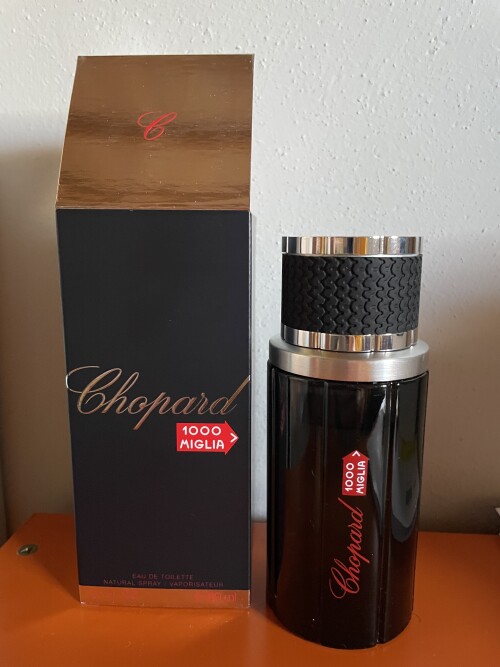 C
Chopard
1000
MIGLIA
EAU DE TOILETTE
NATURAL SPRAY - VAPORISATEUR
Chopard
1000
MIGLIA